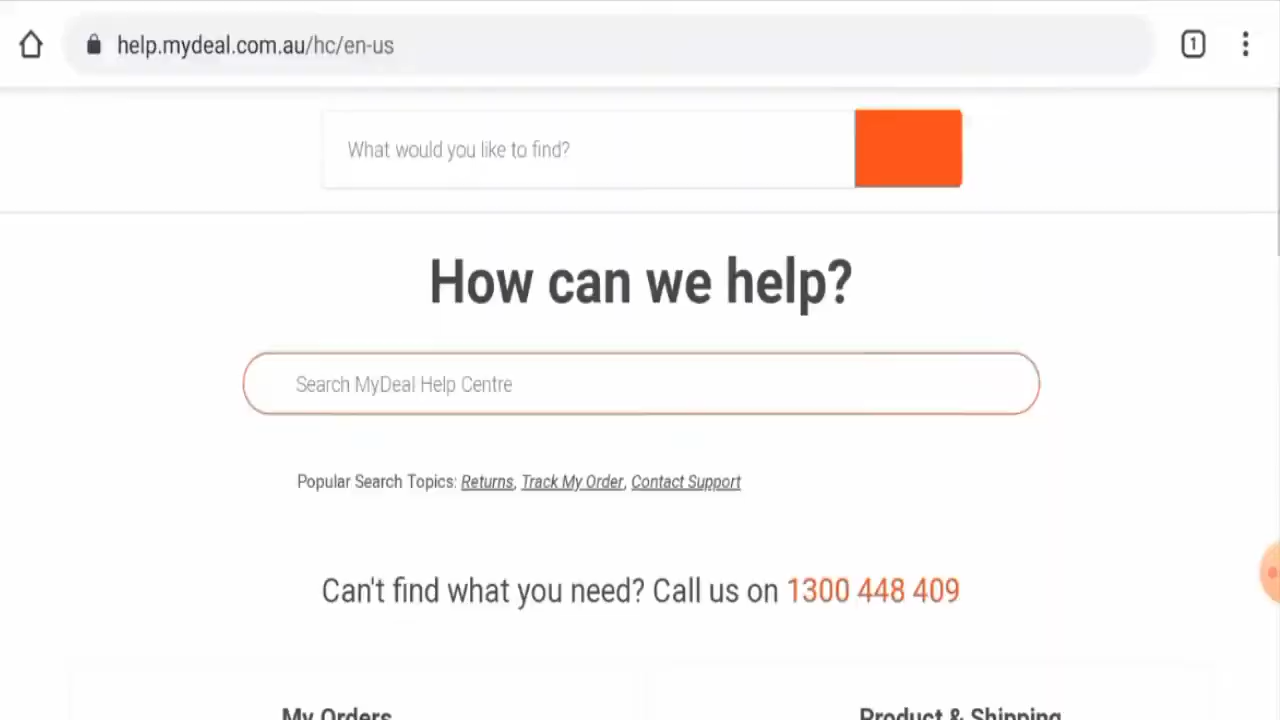 help.mydeal.com.au/hc/en-us
1
What would you like to find?
How can we help?
Search MyDeal Help Centre
Popular Search Topics: Returns, Track My Order, Contact Support
Can't find what you need? Call us on 1300 448 409
My Orders
Product & Shipping